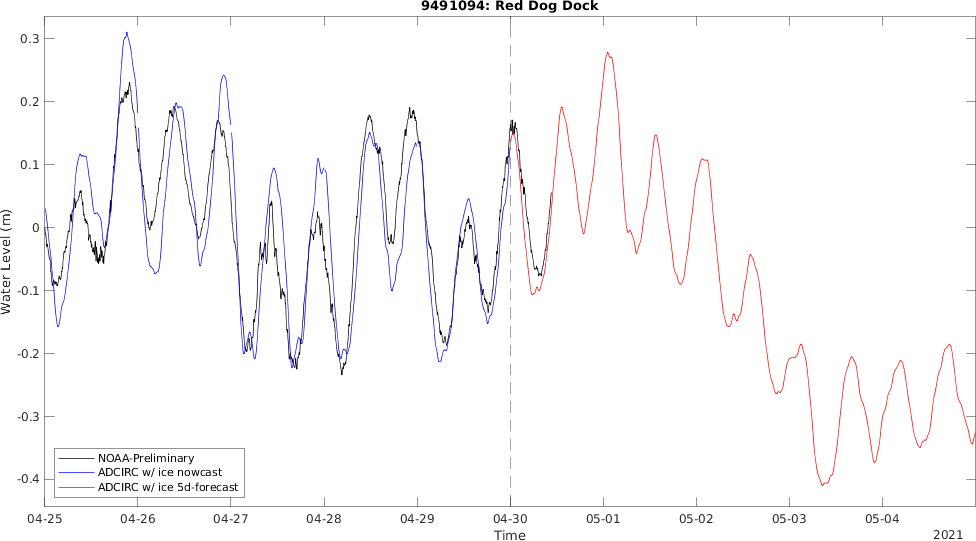 9491094: Red Dog Dock
Water Level (m)
0.3
0.2
0.1
0
-0.1
-0.2
-0.3
-0.4
NOAA-Preliminary
ADCIRC w/ ice nowcast
ADCIRC w/ ice 5d-forecast
04-25 04-26 04-27 04-28 04-29 04-30 05-01 05-02 05-03 05-04
Time
2021